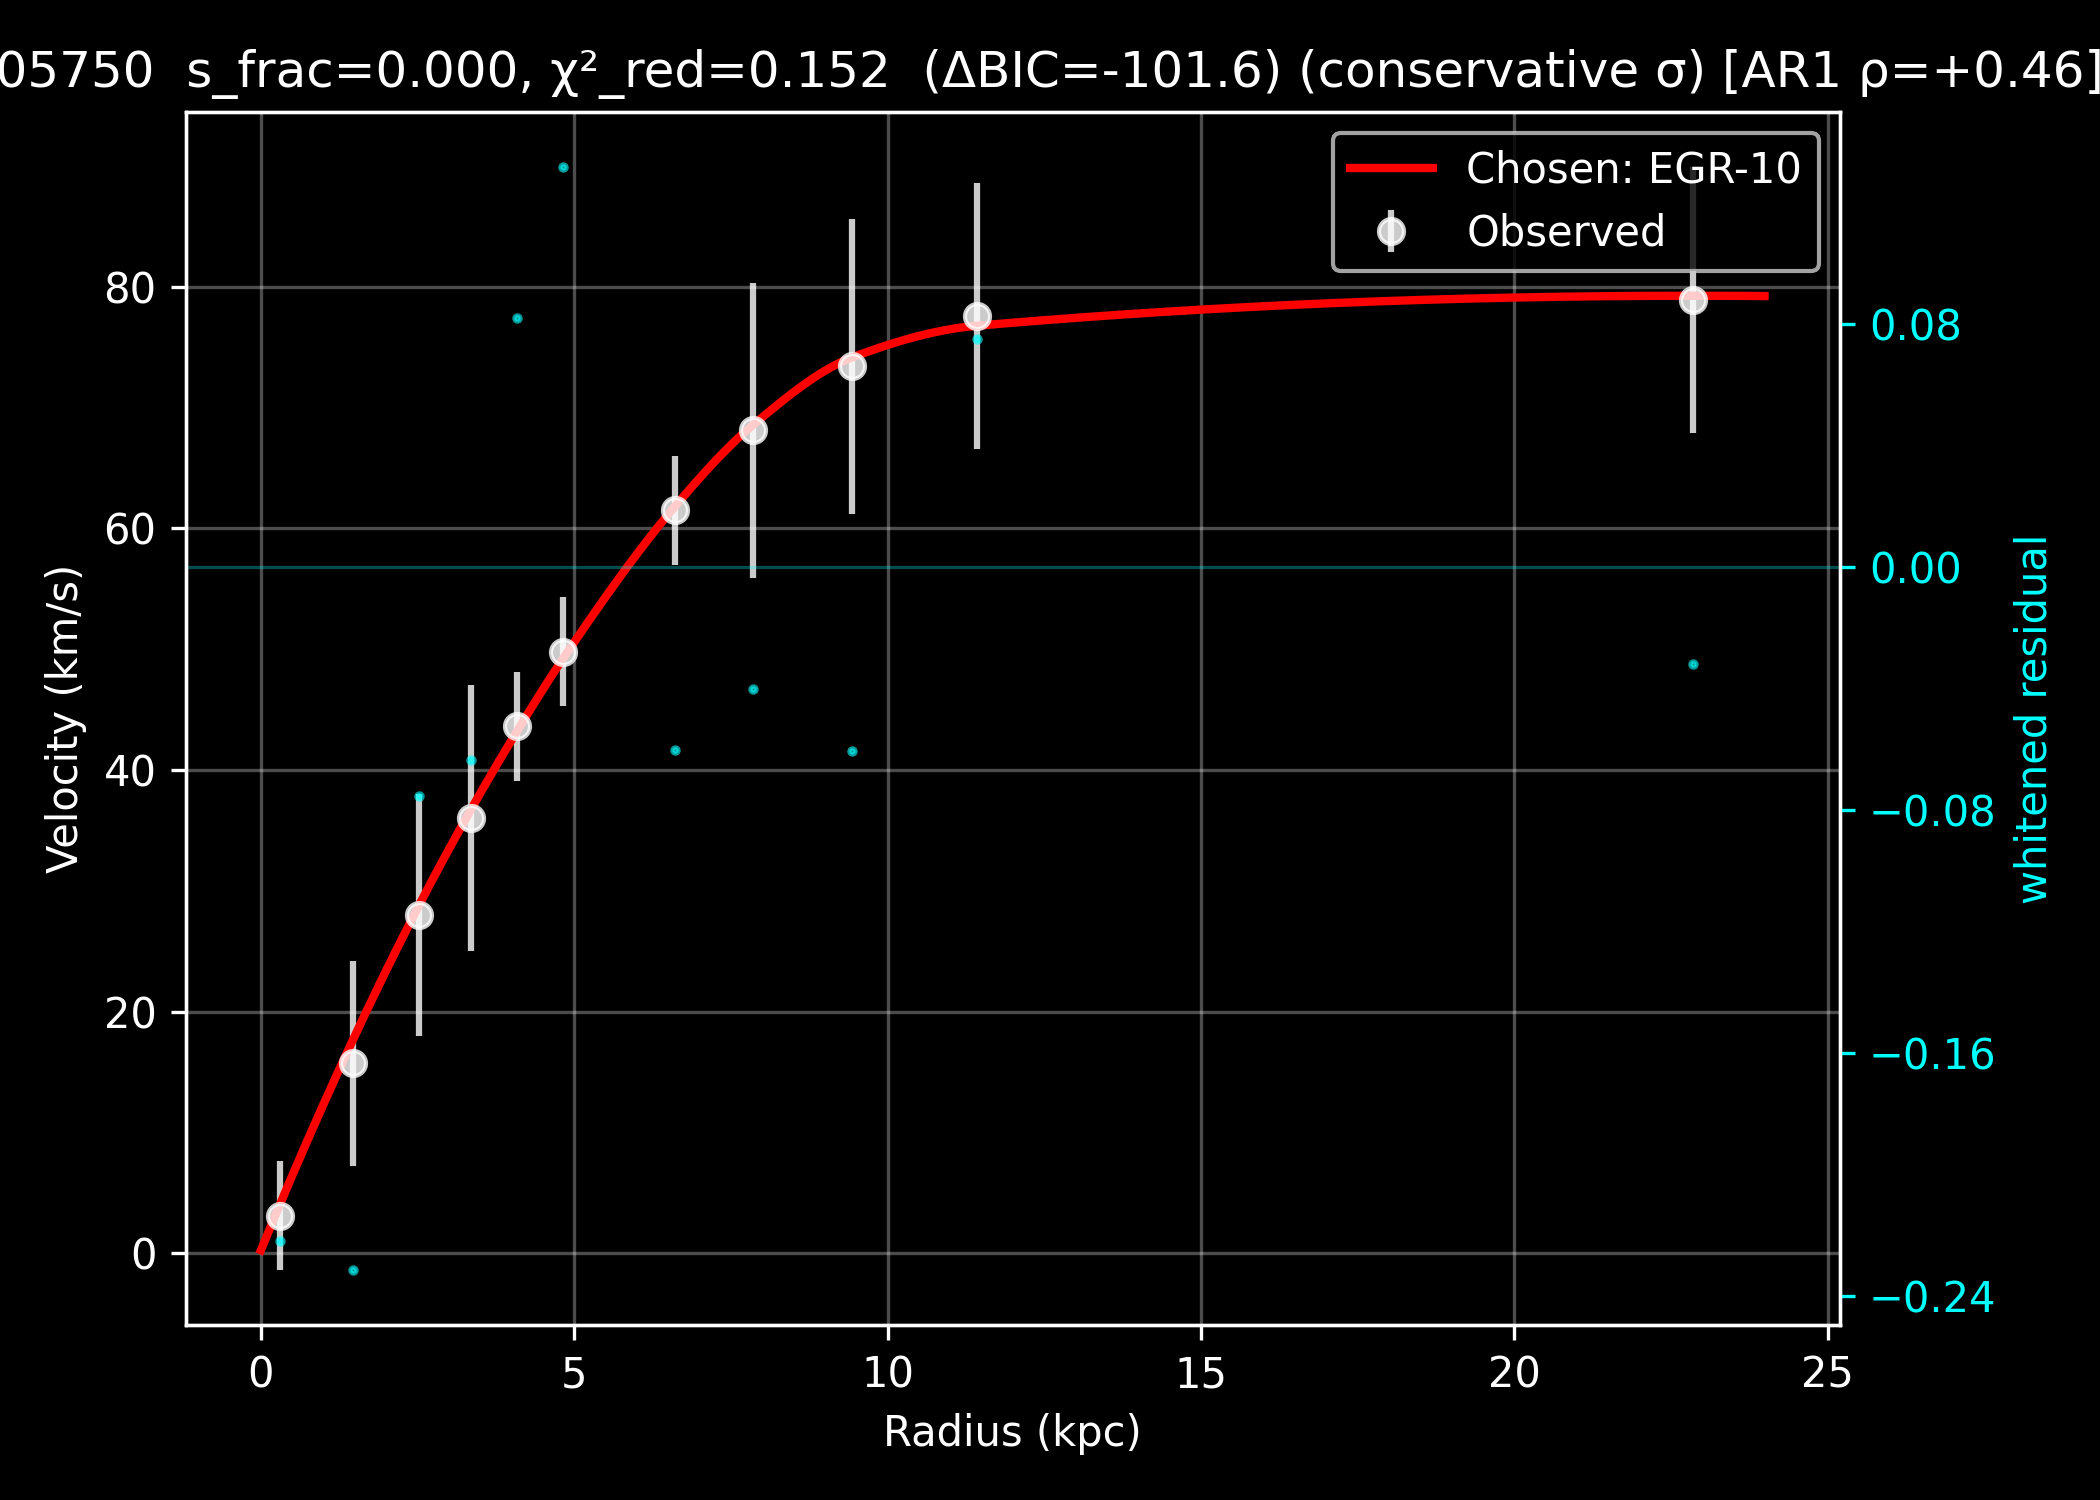 05750 s_frac=0.000, χ²_red=0.152 (ΔBIC=-101.6) (conservative σ) [AR1 ρ=+0.46]
Chosen: EGR-10
Observed
80
60
40
20
0
Velocity (km/s)
0.08
0.00
−0.08
−0.16
−0.24
whitened residual
0 5 10 15 20 25
Radius (kpc)